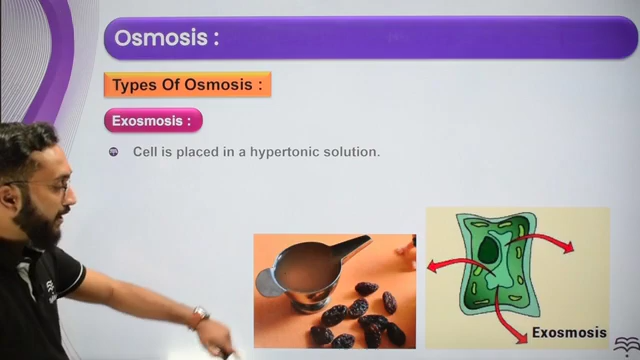 Osmosis :
Types Of Osmosis :
Exosmosis :
Cell is placed in a hypertonic solution.
Exosmosis